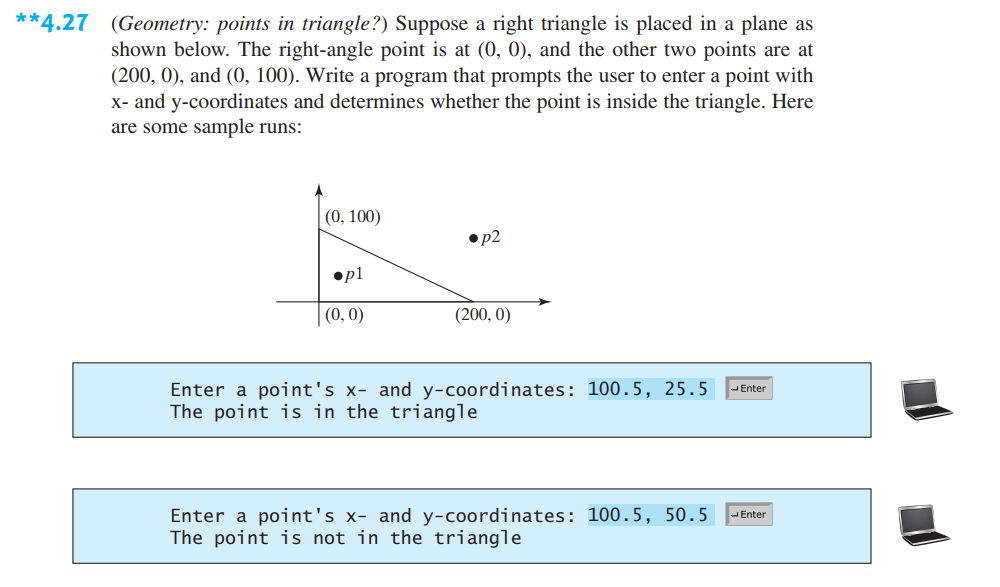 **4.27 (Geometry: points in triangle?) Suppose a right triangle is placed in a plane as
shown below. The right-angle point is at (0, 0), and the other two points are at
(200, 0), and (0, 100). Write a program that prompts the user to enter a point with
x- and y-coordinates and determines whether the point is inside the triangle. Here
are some sample runs:
(0, 100)
p2
p1
(0, 0)
(200, 0)
Enter a point's x- and y-coordinates: 100.5, 25.5 ↵Enter
The point is in the triangle
Enter a point's x- and y-coordinates: 100.5, 50.5 ↵Enter
The point is not in the triangle